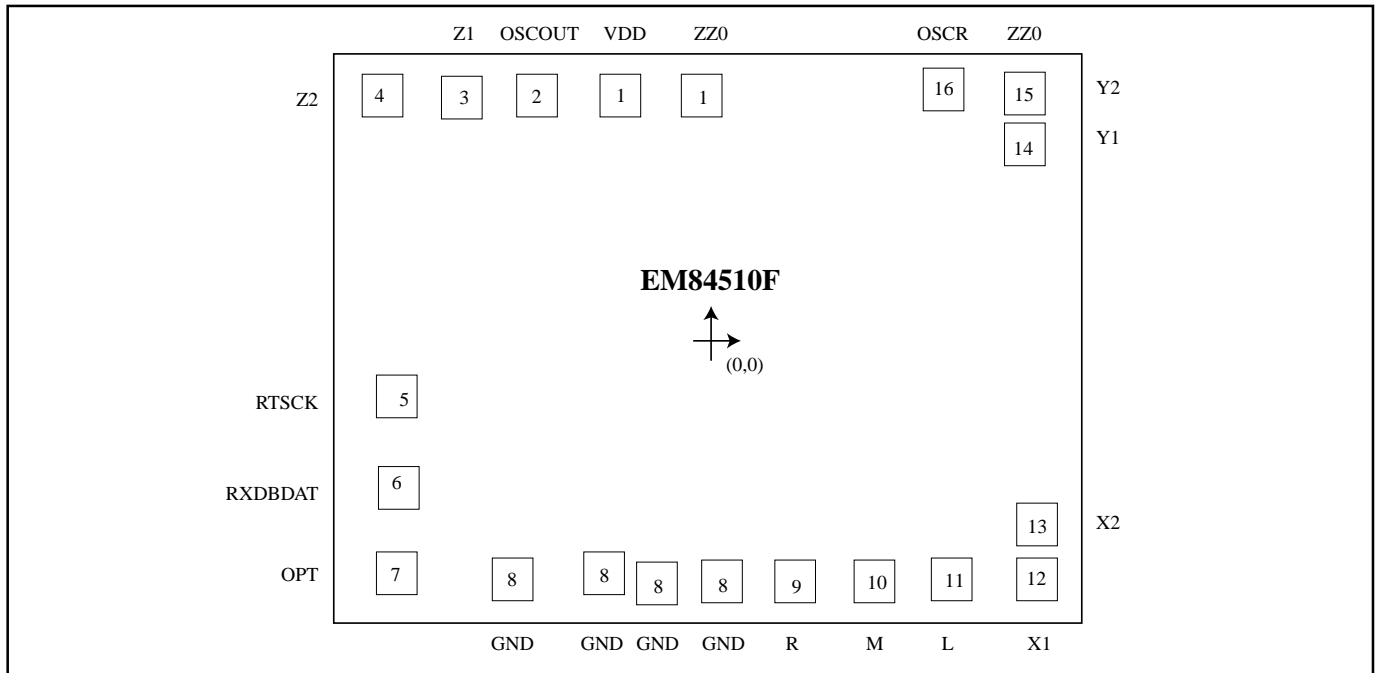 Z1 OSCOUT VDD ZZ0 OSCR ZZ0
Z2 4 3 2 1 1 16 15 Y2
14 Y1
EM84510F
(0,0)
RTSCK 5
RXDBDAT 6
13 X2
OPT 7 8 8 8 8 9 10 11 12
GND GND GND GND R M L X1